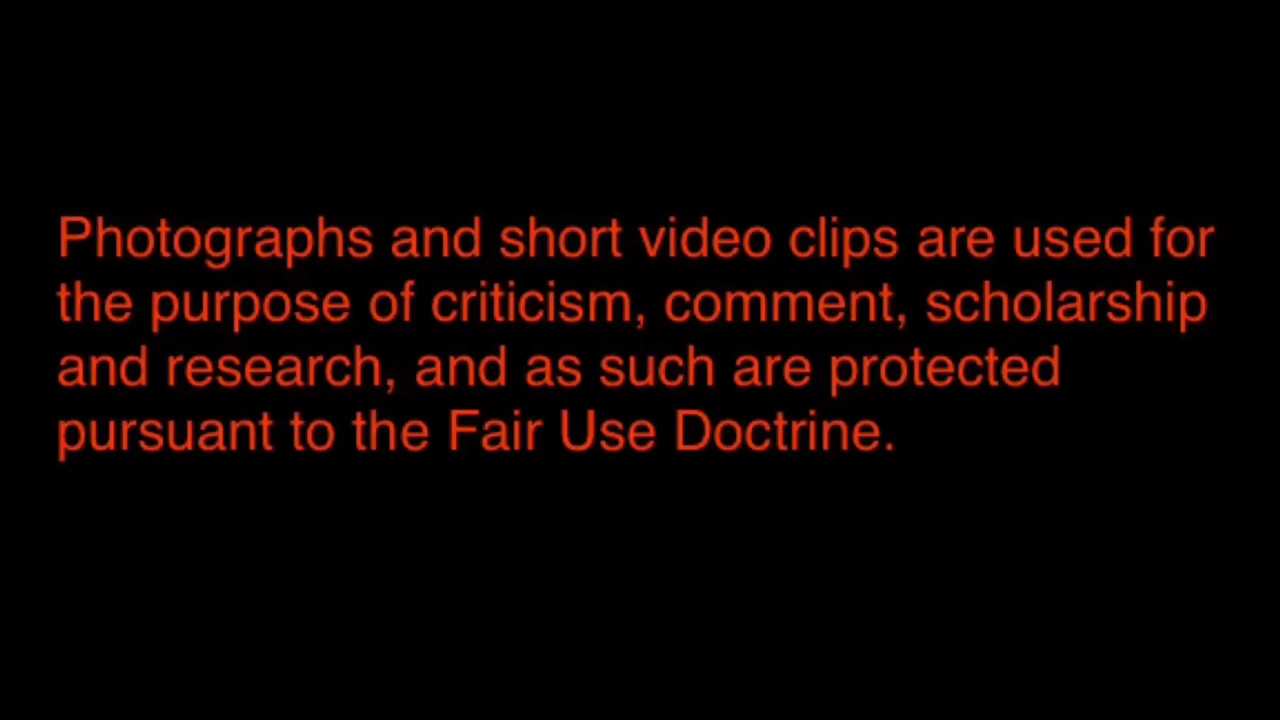 Photographs and short video clips are used for
the purpose of criticism, comment, scholarship
and research, and as such are protected
pursuant to the Fair Use Doctrine.